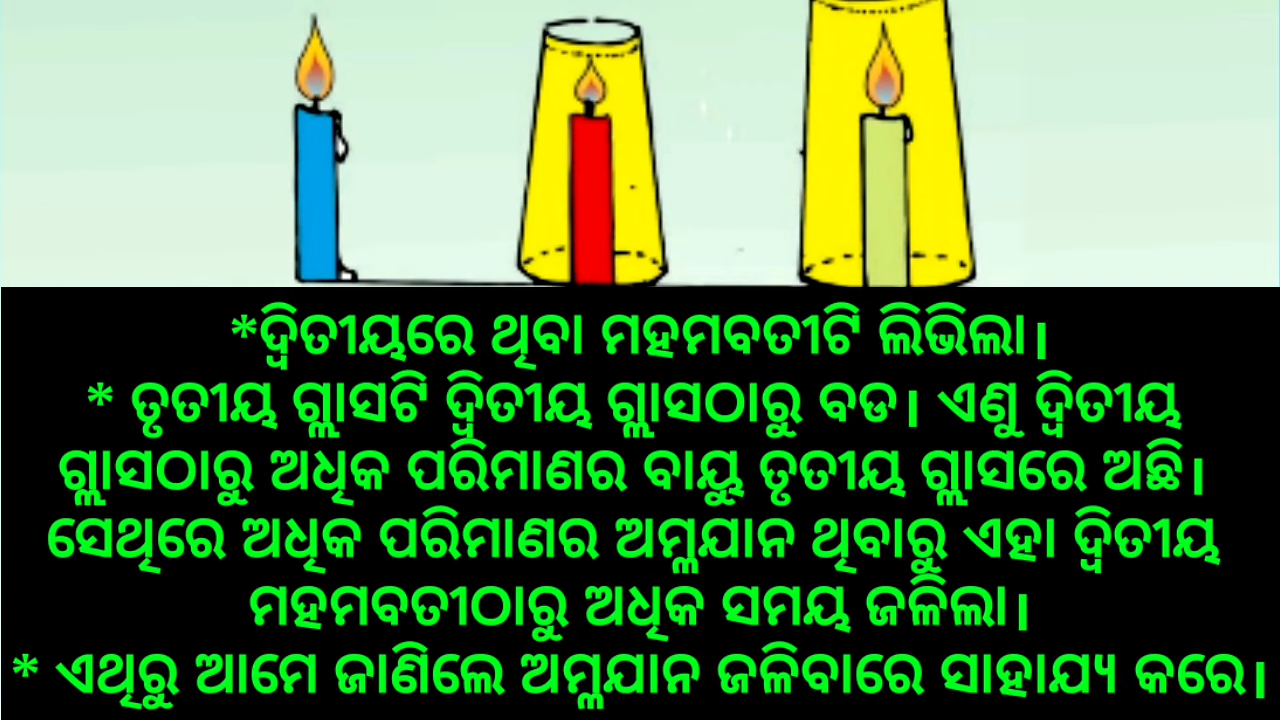 *ଦ୍ୱିତୀୟରେ ଥିବା ମହମବତୀଟି ଲିଭିଲା।
* ତୃତୀୟ ଗ୍ଲାସଟି ଦ୍ୱିତୀୟ ଗ୍ଲାସଠାରୁ ବଡ। ଏଣୁ ଦ୍ୱିତୀୟ
ଗ୍ଲାସଠାରୁ ଅଧିକ ପରିମାଣର ବାୟୁ ତୃତୀୟ ଗ୍ଲାସରେ ଅଛି।
ସେଥିରେ ଅଧିକ ପରିମାଣର ଅମ୍ଳଯାନ ଥିବାରୁ ଏହା ଦ୍ୱିତୀୟ
ମହମବତୀଠାରୁ ଅଧିକ ସମୟ ଜଳିଲା।
* ଏଥିରୁ ଆମେ ଜାଣିଲେ ଅମ୍ଳଯାନ ଜଳିବାରେ ସାହାଯ୍ୟ କରେ।